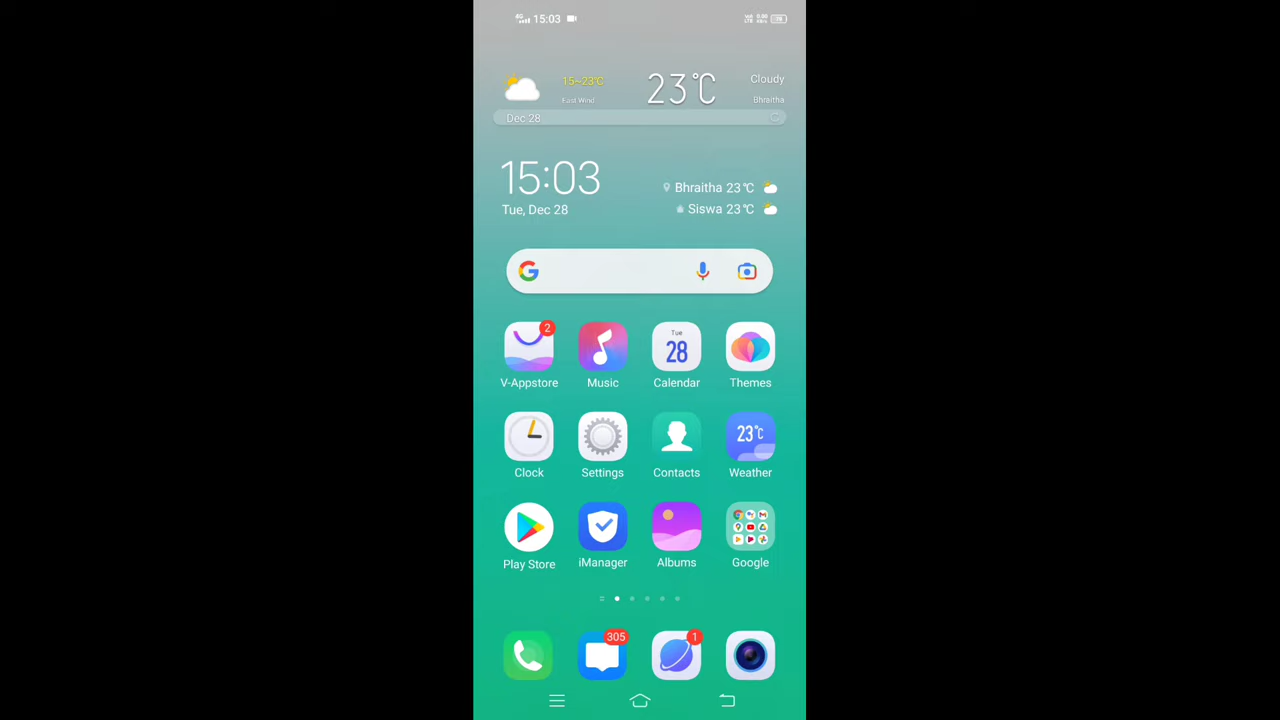 4G 15:03
15~23℃
East Wind
23℃
Cloudy
Bhraitha
Dec 28
15:03
Tue, Dec 28
Bhraitha 23℃
Siswa 23℃
2
Tue
28
23℃
V-Appstore
Music
Calendar
Themes
Clock
Settings
Contacts
Weather
Play Store
iManager
Albums
Google
305
1